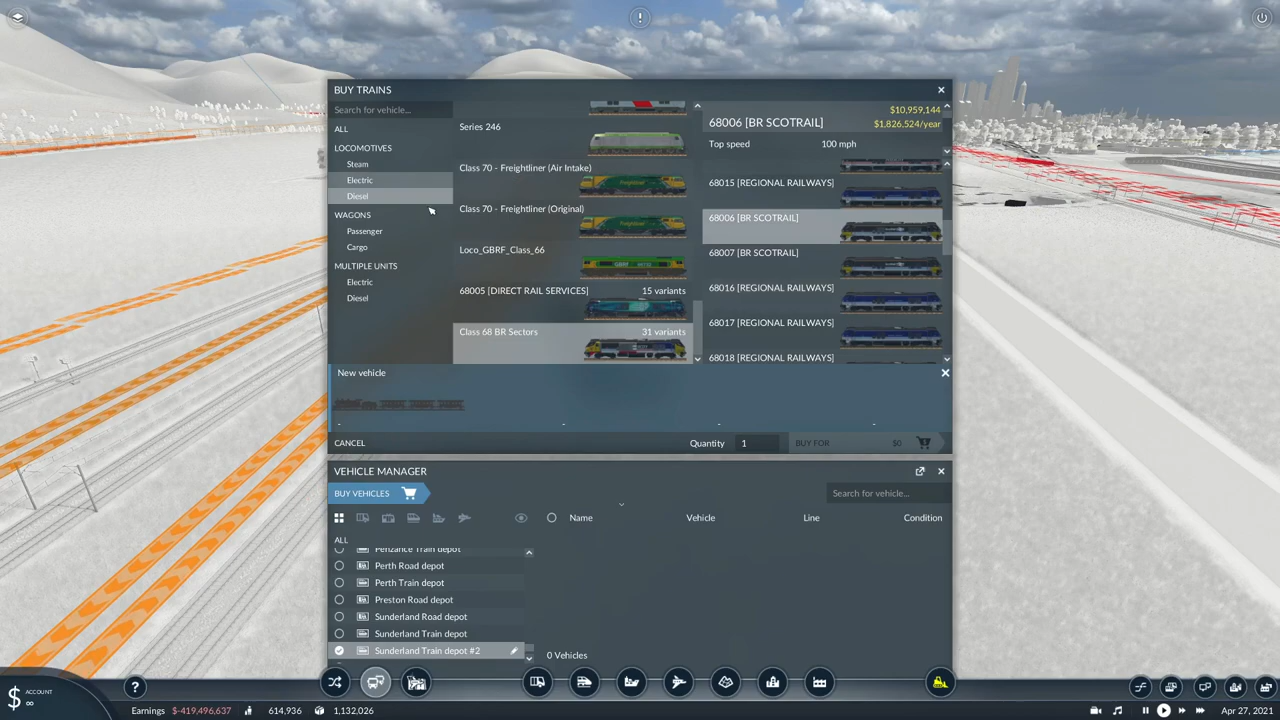 BUY TRAINS
Search for vehicle...
ALL
LOCOMOTIVES
Steam
Electric
Diesel
WAGONS
Passenger
Cargo
MULTIPLE UNITS
Electric
Diesel
Series 246
Class 70 - Freightliner (Air Intake)
Class 70 - Freightliner (Original)
Loco_GBRF_Class_66
68005 [DIRECT RAIL SERVICES] 15 variants
Class 68 BR Sectors 31 variants
$10,959,144
68006 [BR SCOTRAIL]
$1,826,524/year
Top speed 100 mph
68015 [REGIONAL RAILWAYS]
68006 [BR SCOTRAIL]
68007 [BR SCOTRAIL]
68016 [REGIONAL RAILWAYS]
68017 [REGIONAL RAILWAYS]
68018 [REGIONAL RAILWAYS]
New vehicle
- - - -
CANCEL Quantity 1 BUY FOR $0
VEHICLE MANAGER
BUY VEHICLES Search for vehicle...
Name Vehicle Line Condition
ALL
Penzance Train depot
Perth Road depot
Perth Train depot
Preston Road depot
Sunderland Road depot
Sunderland Train depot
Sunderland Train depot #2
0 Vehicles
$ ACCOUNT
∞
?
Earnings $-419,496,637 614,936 1,132,026 Apr 27, 2021